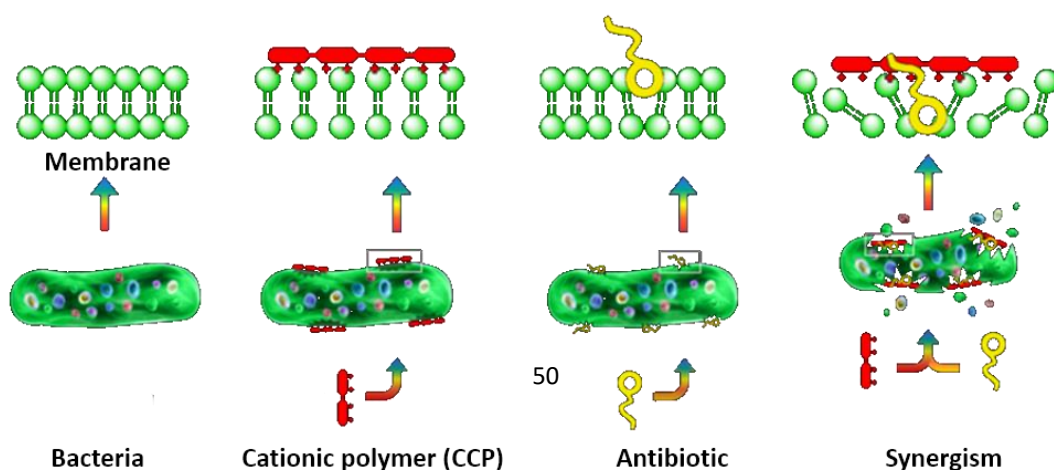 Membrane
50
Bacteria
Cationic polymer (CCP)
Antibiotic
Synergism